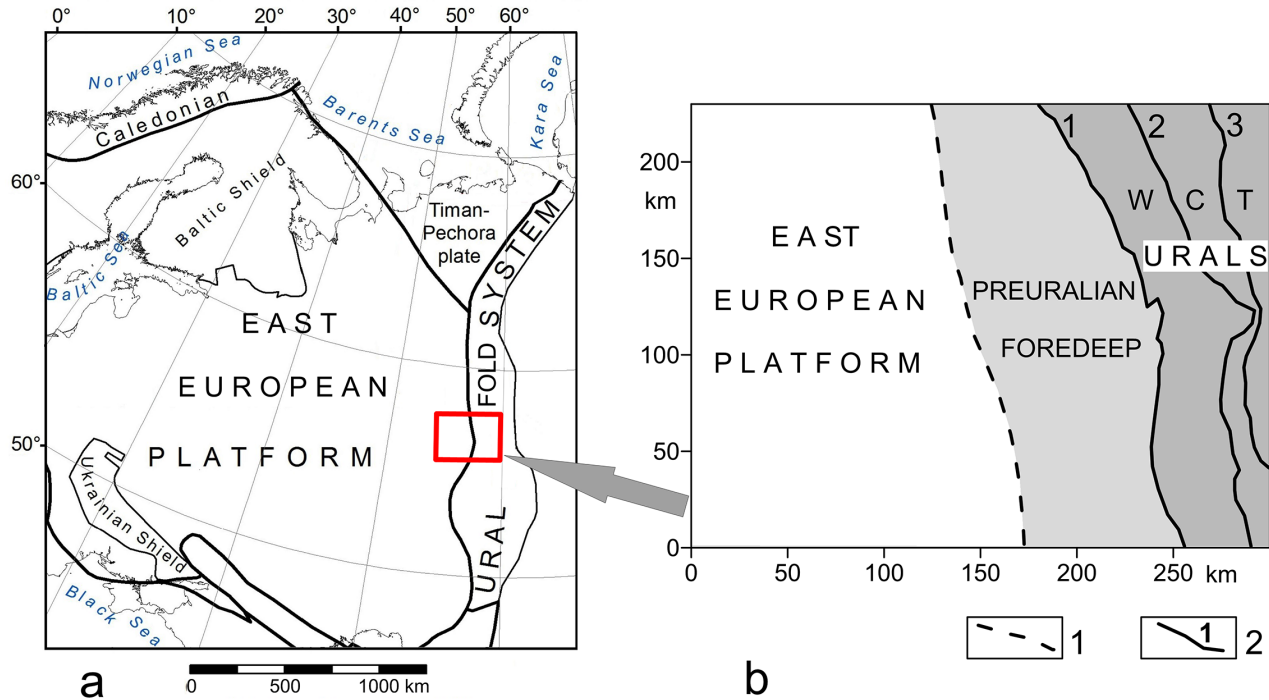 0° 10° 20° 30° 40° 50° 60°
Norwegian Sea
Caledonian
Barents Sea
Kara Sea
60°
Baltic Shield
Timan-
Pechora
plate
Baltic Sea
FOLD SYSTEM
EAST
EUROPEAN
PLATFORM
50°
Ukrainian Shield
URAL
Black Sea
0 500 1000 km
a
1 2 3
200
km
W C T
EAST
URALS
150
PREURALIAN
EUROPEAN
FOREDEEP
100
PLATFORM
50
0
0 50 100 150 200 250 km
1
1 2
b